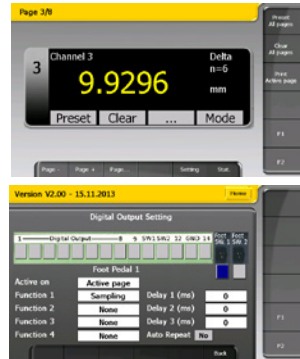 Page 3/8
Preset
All pages
Clear
All pages
Print
Active page
F1
F2
3
Channel 3
Delta
n=6
9.9296
mm
Preset Clear ... Mode
Page - Page + Page... Setting Stat.
Version V2.00 - 15.11.2013
Home
Digital Output Setting
1 Digital Output 8 9 SW1 SW2 12 GND 14
Foot SW. 1
Foot SW. 2
Foot Pedal 1
Active on Active page
Function 1 Sampling Delay 1 (ms) 0
Function 2 None Delay 2 (ms) 0
Function 3 None Delay 3 (ms) 0
Function 4 None Auto Repeat No
F1
F2
Back